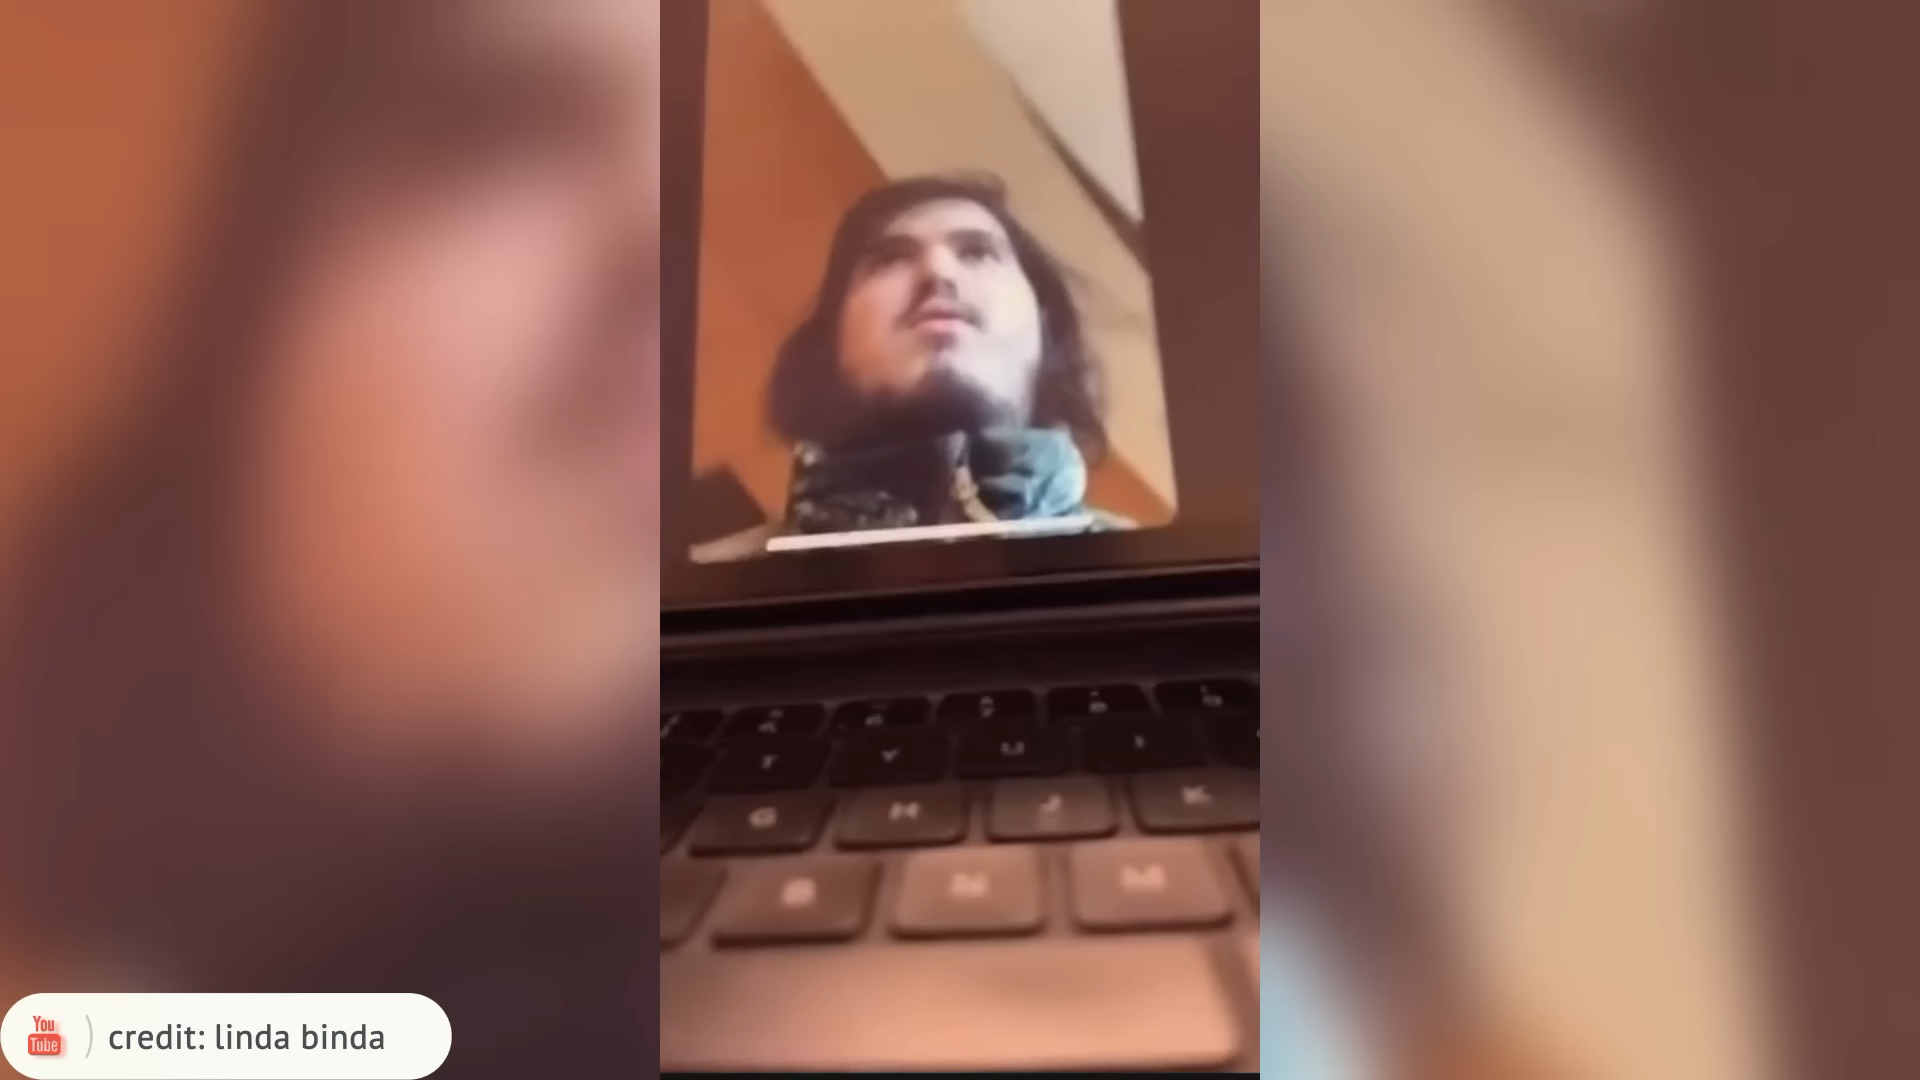 T Y U I
G H J K
B N M
You
Tube
credit: linda binda